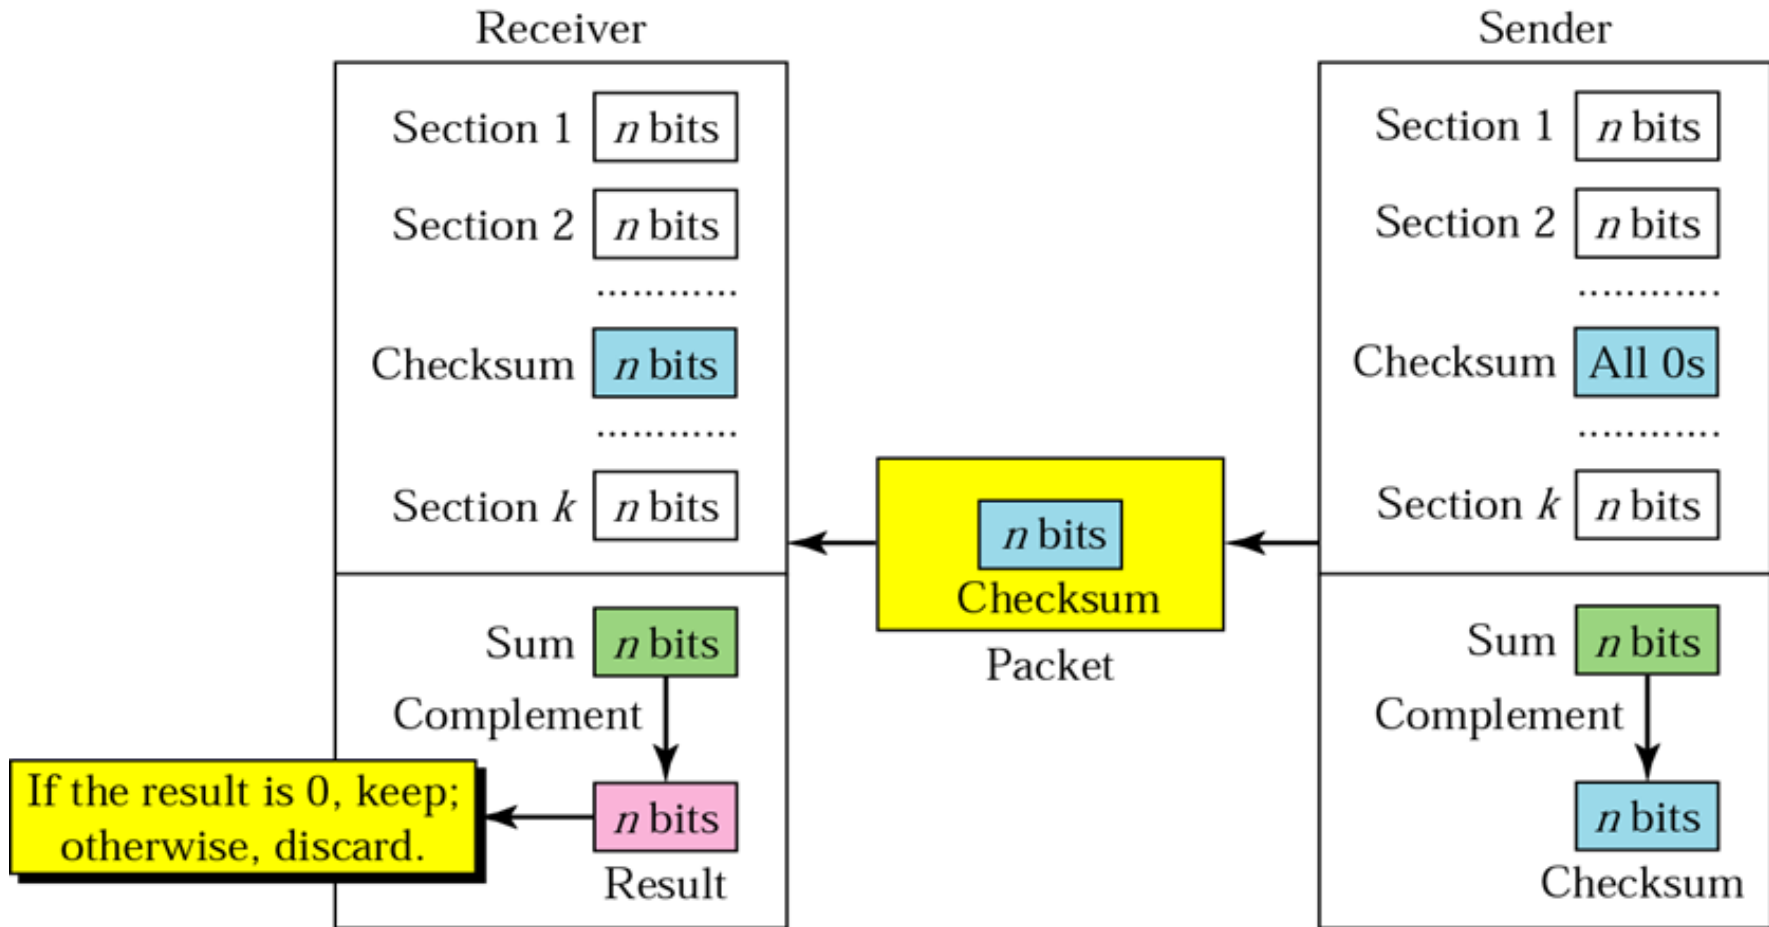 Receiver
Section 1 n bits
Section 2 n bits
............
Checksum n bits
............
Section k n bits
Sum n bits
Complement
n bits
Result
If the result is 0, keep;
otherwise, discard.
n bits
Checksum
Packet
Sender
Section 1 n bits
Section 2 n bits
............
Checksum All 0s
............
Section k n bits
Sum n bits
Complement
n bits
Checksum